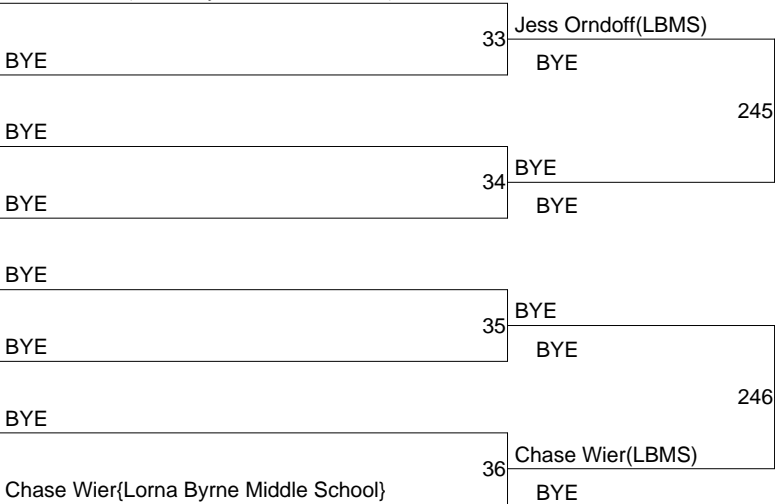 33
Jess Orndoff(LBMS)
BYE
BYE
245
BYE
34
BYE
BYE
BYE
BYE
35
BYE
BYE
BYE
246
BYE
36
Chase Wier(LBMS)
Chase Wier{Lorna Byrne Middle School}
BYE